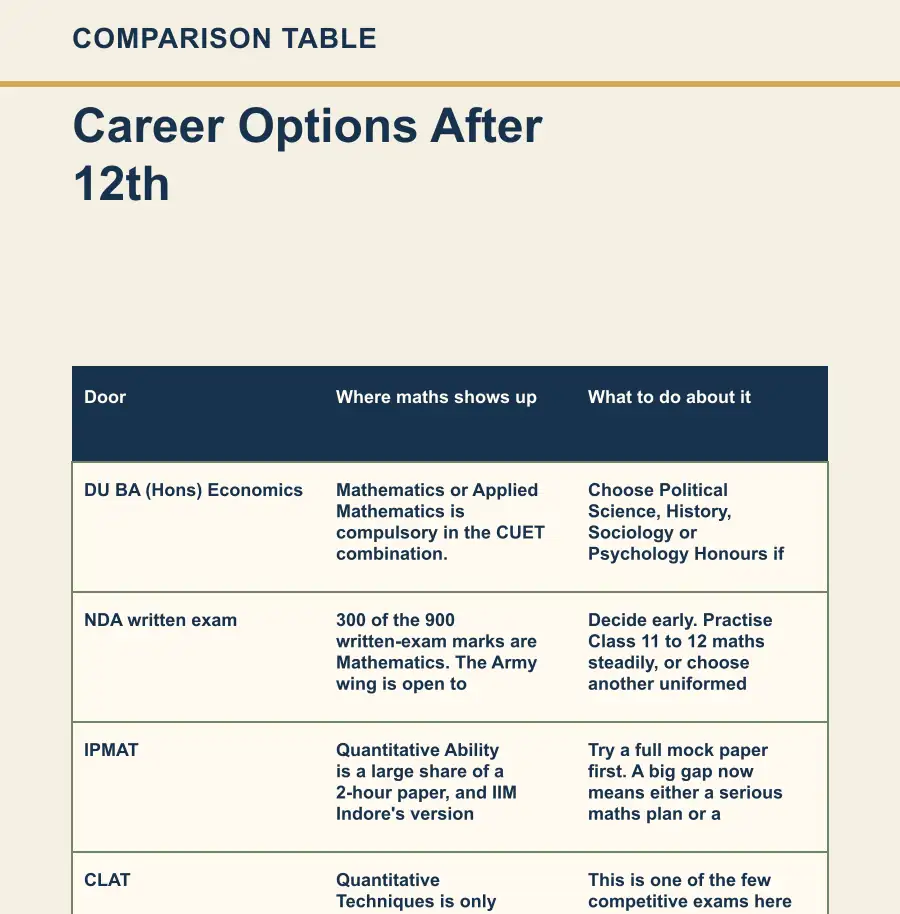 COMPARISON TABLE
Career Options After
12th
Door
Where maths shows up
What to do about it
DU BA (Hons) Economics
Mathematics or Applied
Mathematics is
compulsory in the CUET
combination.
Choose Political
Science, History,
Sociology or
Psychology Honours if
NDA written exam
300 of the 900
written-exam marks are
Mathematics. The Army
wing is open to
Decide early. Practise
Class 11 to 12 maths
steadily, or choose
another uniformed
IPMAT
Quantitative Ability
is a large share of a
2-hour paper, and IIM
Indore's version
Try a full mock paper
first. A big gap now
means either a serious
maths plan or a
CLAT
Quantitative
Techniques is only
This is one of the few
competitive exams here